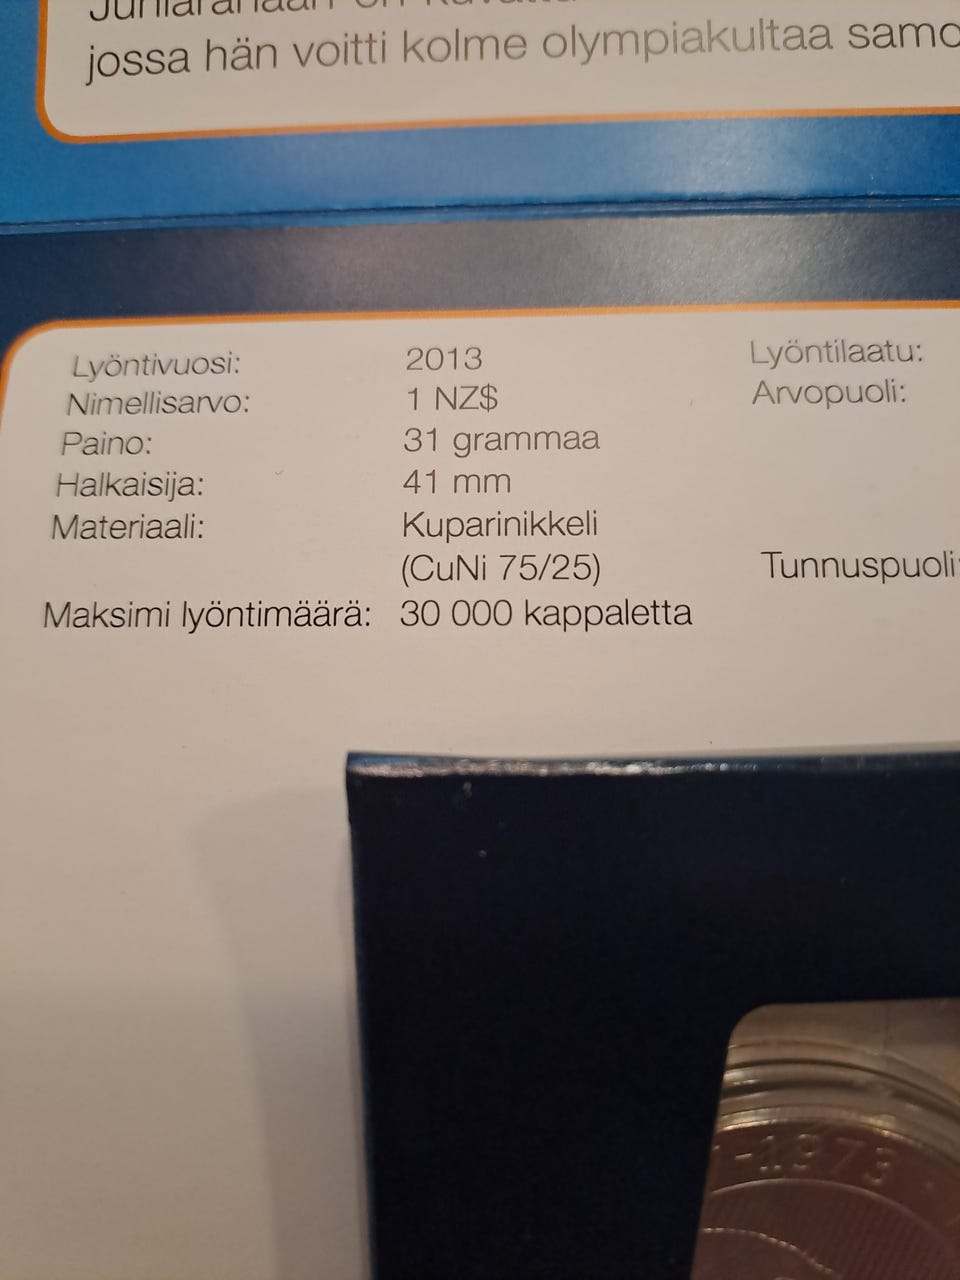 jossa hän voitti kolme olympiakultaa samo
Lyöntivuosi: 2013 Lyöntilaatu:
Nimellisarvo: 1 NZ$ Arvopuoli:
Paino: 31 grammaa
Halkaisija: 41 mm
Materiaali: Kuparinikkeli
(CuNi 75/25) Tunnuspuoli:
Maksimi lyöntimäärä: 30 000 kappaletta
-1973